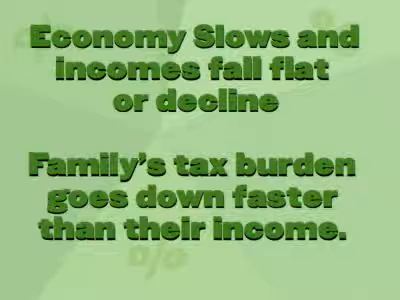 Economy Slows and
incomes fall flat
or decline
Family's tax burden
goes down faster
than their income.
%